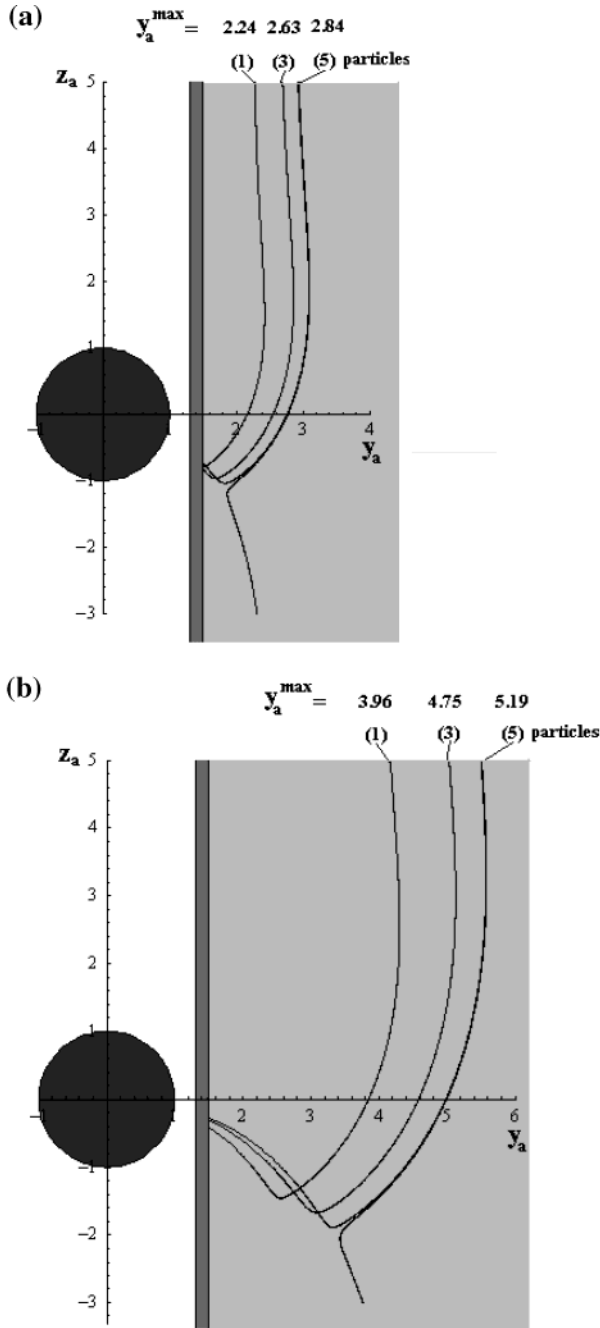 (a)
y_a^max = 2.24 2.63 2.84
(1) (3) (5) particles
z_a
5
4
3
2
1
−1 1 2 3 4
y_a
−1
−2
−3
(b)
y_a^max = 3.96 4.75 5.19
(1) (3) (5) particles
z_a
5
4
3
2
1
−1 1 2 3 4 5 6
y_a
−1
−2
−3